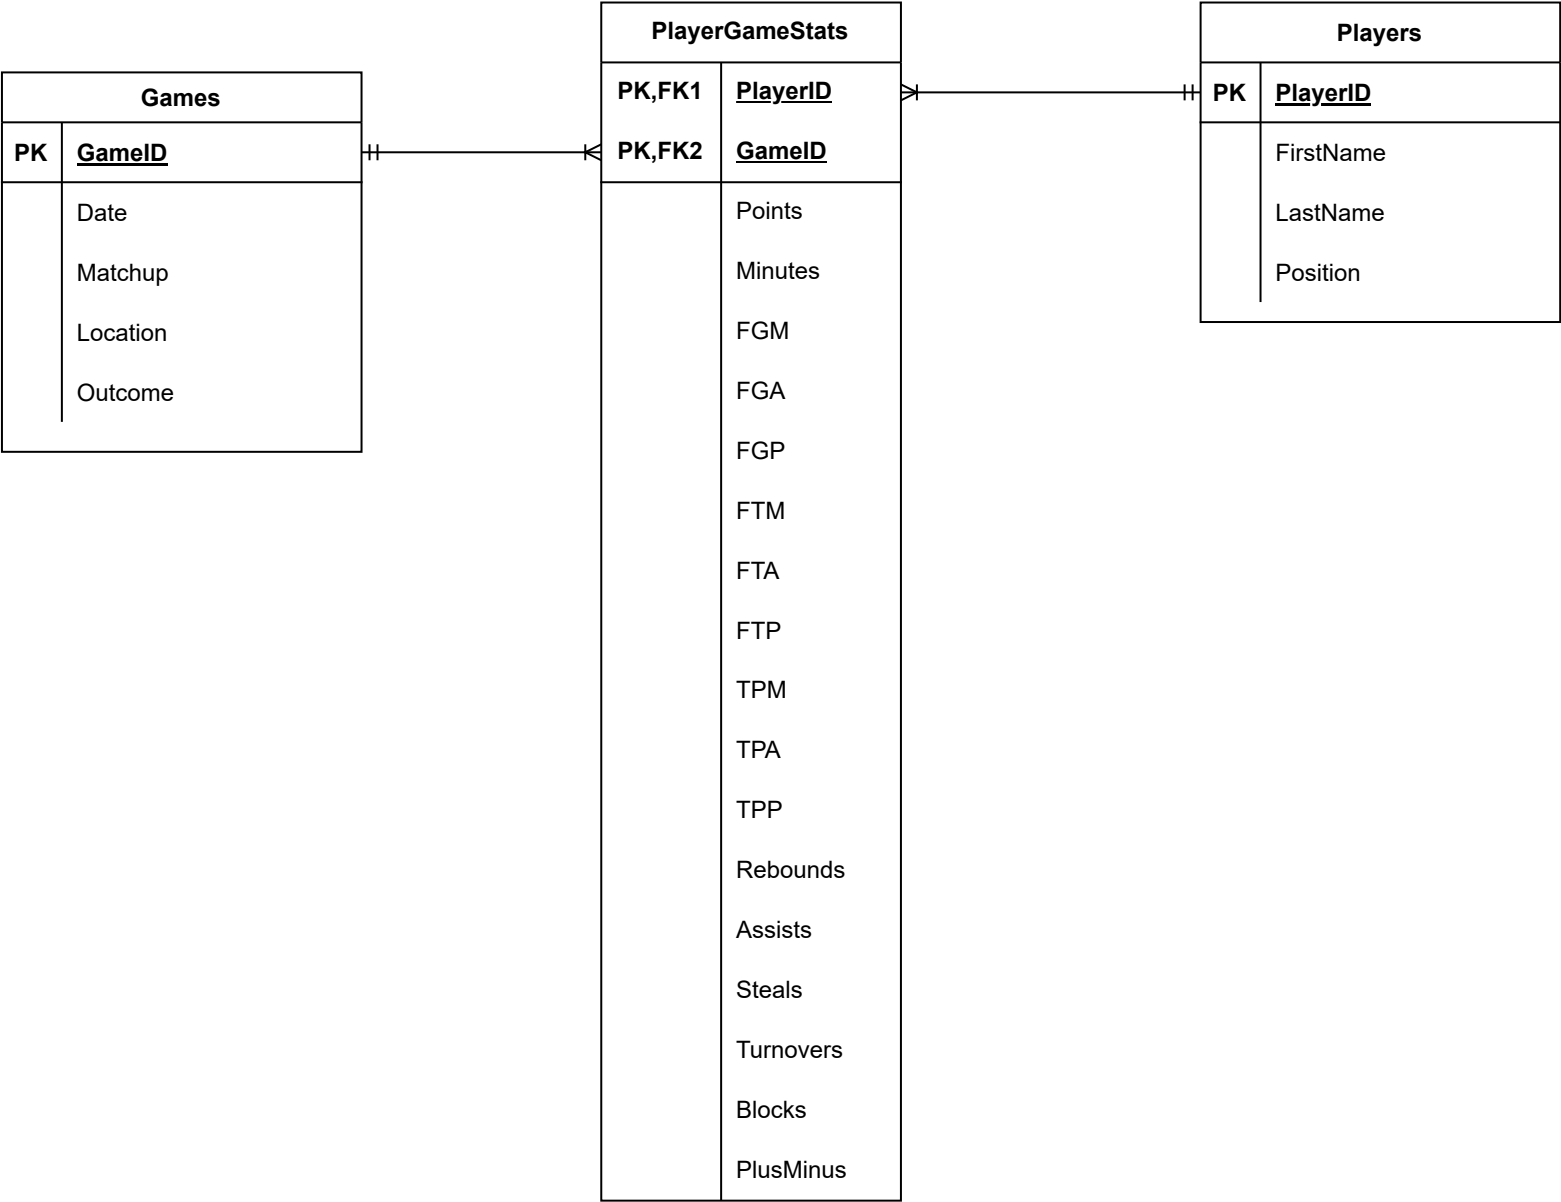 Games
PK GameID
Date
Matchup
Location
Outcome
PlayerGameStats
PK,FK1 PlayerID
PK,FK2 GameID
Points
Minutes
FGM
FGA
FGP
FTM
FTA
FTP
TPM
TPA
TPP
Rebounds
Assists
Steals
Turnovers
Blocks
PlusMinus
Players
PK PlayerID
FirstName
LastName
Position